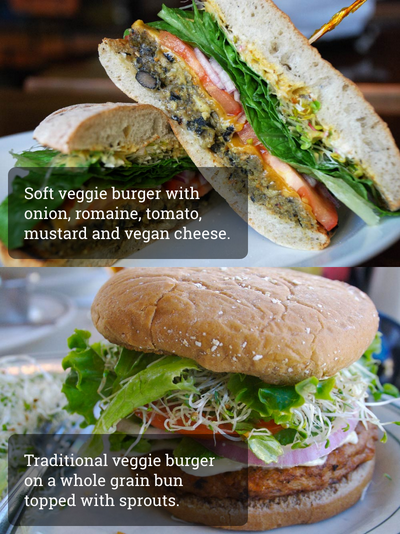 Soft veggie burger with
onion, romaine, tomato,
mustard and vegan cheese.
Traditional veggie burger
on a whole grain bun
topped with sprouts.